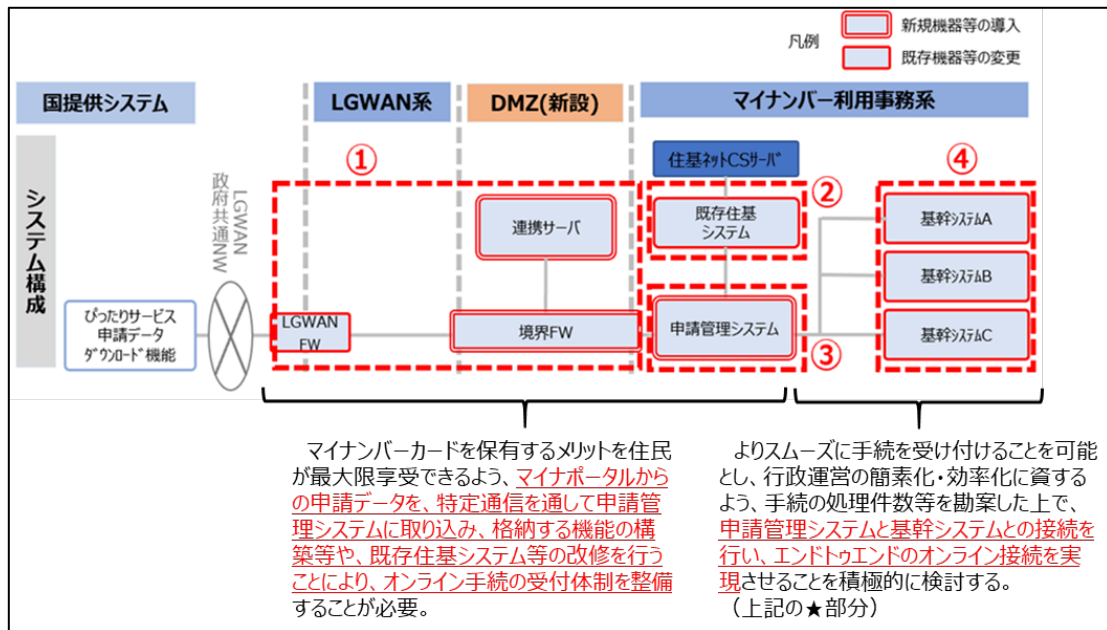 凡例
新規機器等の導入
既存機器等の変更
国提供システム
LGWAN系
DMZ(新設)
マイナンバー利用事務系
システム構成
①
②
③
④
住基ネットCSサーバ
既存住基
システム
連携サーバ
LGWAN
政府共通NW
ぴったりサービス
申請データ
ダウンロード機能
LGWAN
FW
境界FW
申請管理システム
基幹システムA
基幹システムB
基幹システムC
マイナンバーカードを保有するメリットを住民
が最大限享受できるよう、マイナポータルから
の申請データを、特定通信を通して申請管
理システムに取り込み、格納する機能の構
築等や、既存住基システム等の改修を行う
ことにより、オンライン手続の受付体制を整備
することが必要。
よりスムーズに手続を受け付けることを可能
とし、行政運営の簡素化・効率化に資する
よう、手続の処理件数等を勘案した上で、
申請管理システムと基幹システムとの接続を
行い、エンドトゥエンドのオンライン接続を実
現させることを積極的に検討する。
（上記の★部分）